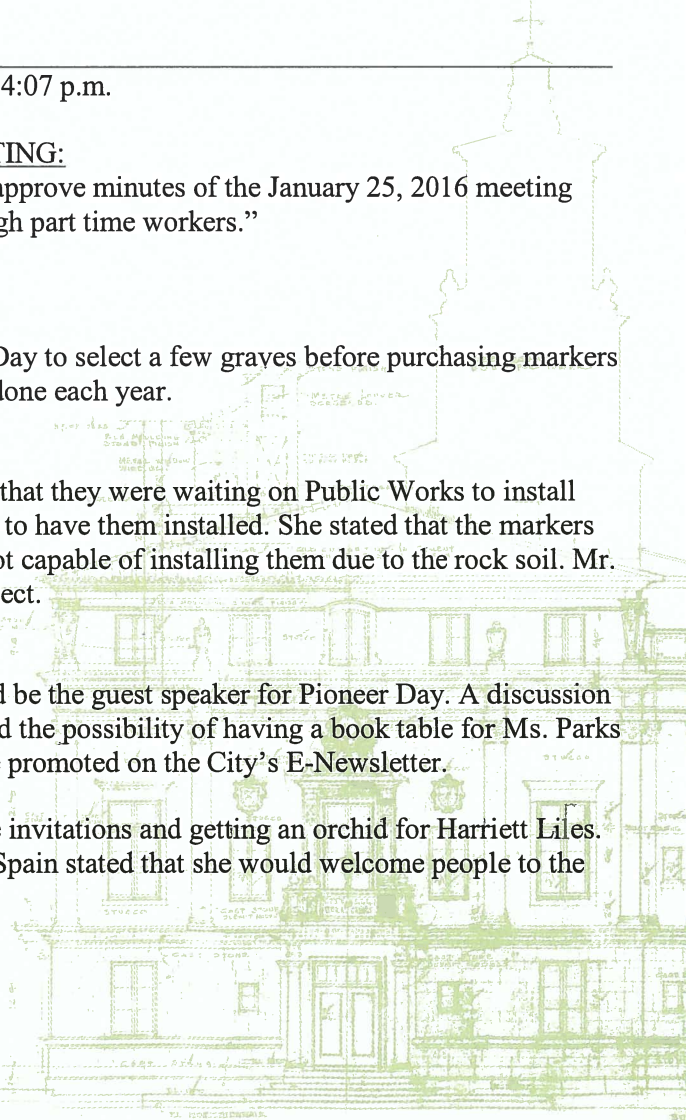 4:07 p.m.
TING:
approve minutes of the January 25, 2016 meeting
gh part time workers.”
Day to select a few graves before purchasing markers
done each year.
that they were waiting on Public Works to install
to have them installed. She stated that the markers
ot capable of installing them due to the rock soil. Mr.
ect.
d be the guest speaker for Pioneer Day. A discussion
d the possibility of having a book table for Ms. Parks
e promoted on the City’s E-Newsletter.
e invitations and getting an orchid for Harriett Liles.
Spain stated that she would welcome people to the
STUCCO
CAST STONE